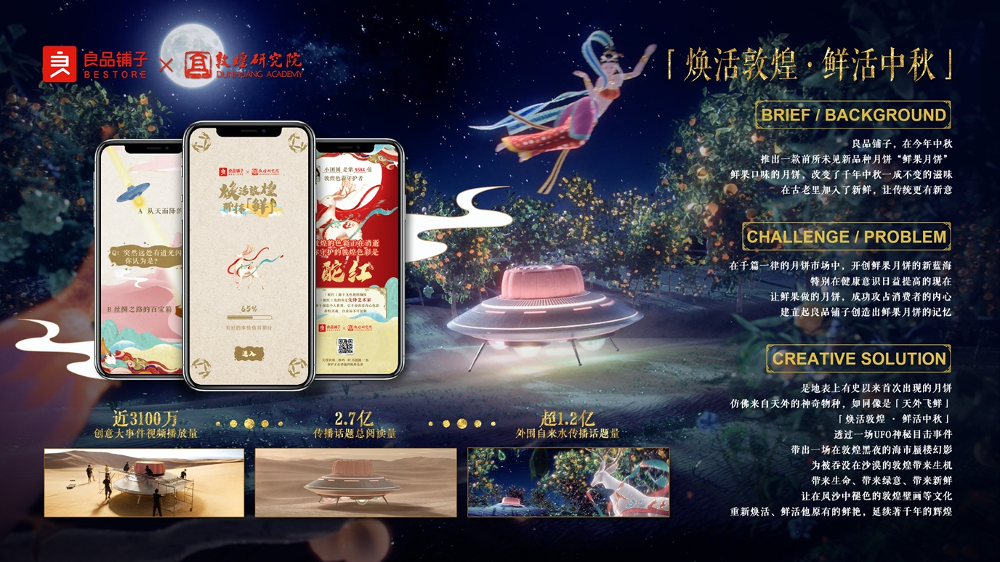 良品铺子
BESTORE
×
敦煌研究院
DUNHUANG ACADEMY
「焕活敦煌·鲜活中秋」
BRIEF / BACKGROUND
良品铺子，在今年中秋
推出一款前所未见新品种月饼“鲜果月饼”
鲜果口味的月饼，改变了千年中秋一成不变的滋味
在古老里加入了新鲜，让传统更有新意
CHALLENGE / PROBLEM
在千篇一律的月饼市场中，开创鲜果月饼的新蓝海
特别在健康意识日益提高的现在
让鲜果做的月饼，成功攻占消费者的内心
建立起良品铺子创造出鲜果月饼的记忆
CREATIVE SOLUTION
是地表上有史以来首次出现的月饼
仿佛来自天外的神奇物种，如同像是「天外飞鲜」
「焕活敦煌 · 鲜活中秋」
透过一场UFO神秘目击事件
带出一场在敦煌黑夜的海市蜃楼幻影
为被吞没在沙漠的敦煌带来生机
带来生命、带来绿意、带来新鲜
让在风沙中褪色的敦煌壁画等文化
重新焕活、鲜活他原有的鲜艳，延续著千年的辉煌
A 从天而降的
Q: 突然远处有道光闪
你认为是?
B 丝绸之路的百宝箱
良品铺子 × 敦煌研究院
焕活敦煌
那抹「鲜」
65%
美好的事情值得期待
进入
小团圆 是第 9584 位
敦煌色彩守护者
敦煌的色彩正在消逝
你守护的敦煌色彩是
酡红
良品铺子 × 敦煌研究院
近3100万
创意大事件视频播放量
2.7亿
传播话题总阅读量
超1.2亿
外国自来水传播话题量